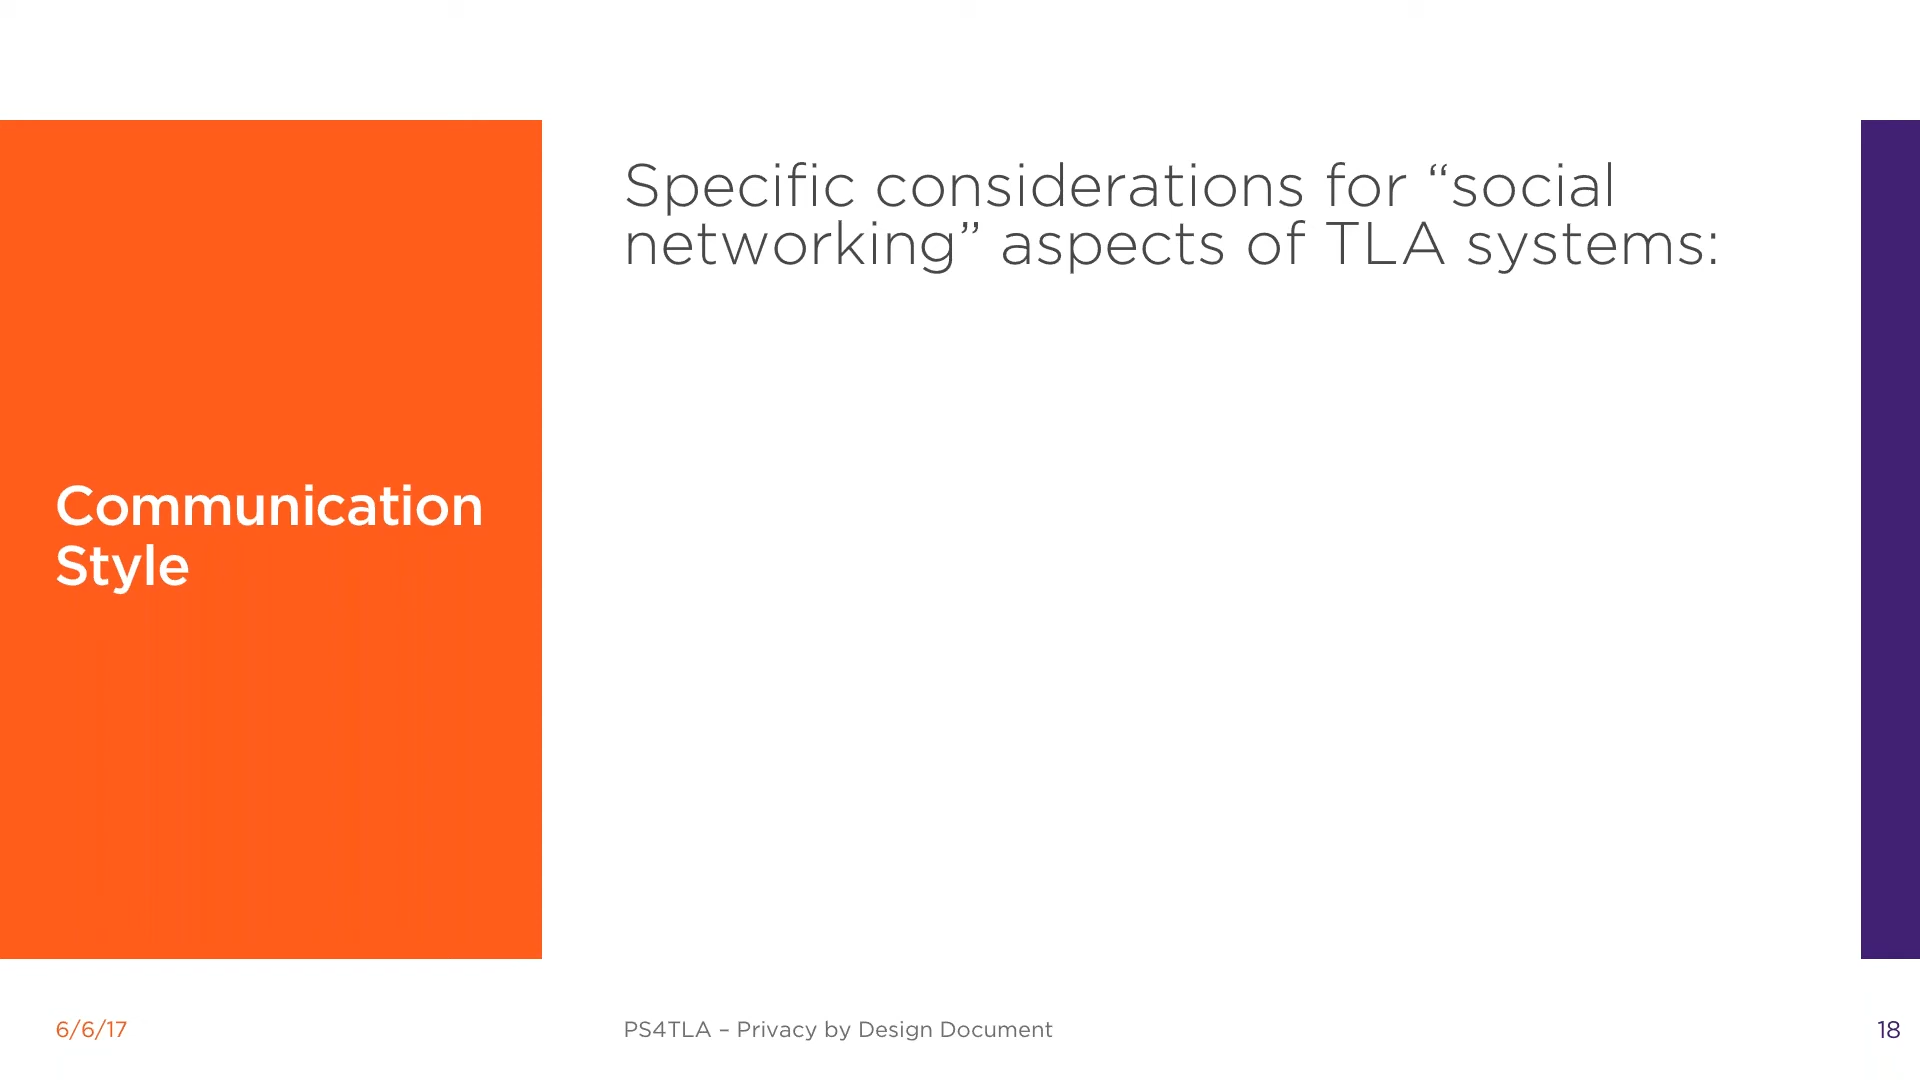 Communication
Style
Specific considerations for “social
networking” aspects of TLA systems:
6/6/17
PS4TLA – Privacy by Design Document
18